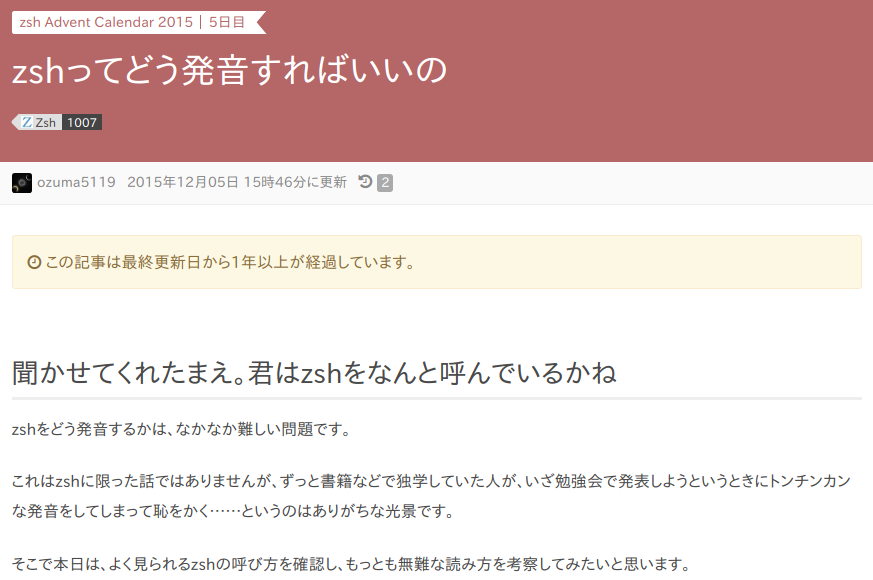 zsh Advent Calendar 2015 | 5日目
zshってどう発音すればいいの
Z Zsh 1007
ozuma5119 2015年12月05日 15時46分に更新 2
この記事は最終更新日から1年以上が経過しています。
聞かせてくれたまえ。君はzshをなんと呼んでいるかね
zshをどう発音するかは、なかなか難しい問題です。
これはzshに限った話ではありませんが、ずっと書籍などで独学していた人が、いざ勉強会で発表しようというときにトンチンカン
な発音をしてしまって恥をかく……というのはありがちな光景です。
そこで本日は、よく見られるzshの呼び方を確認し、もっとも無難な読み方を考察してみたいと思います。